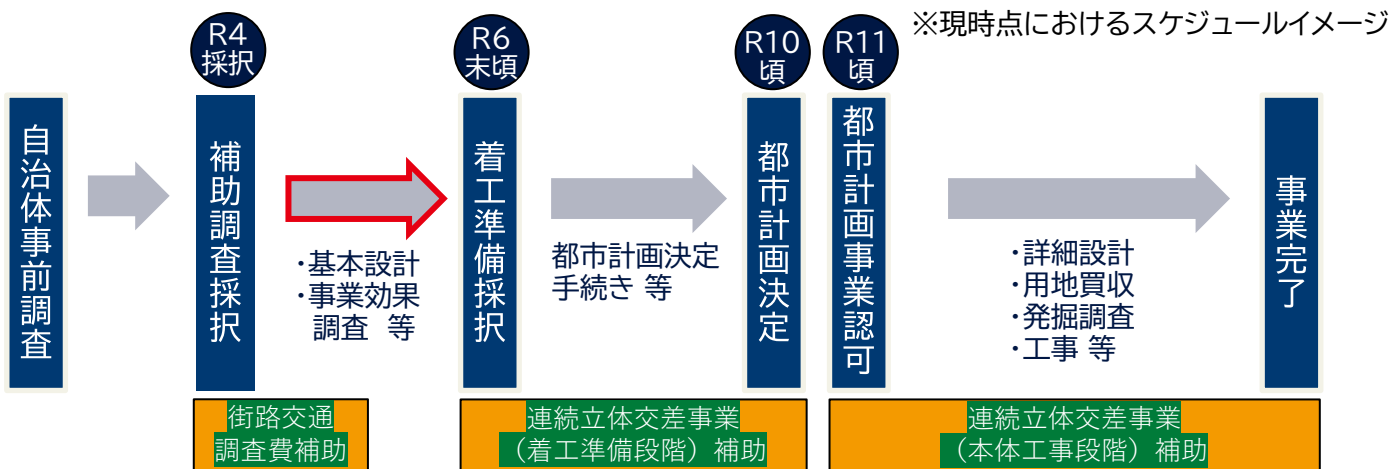 ※現時点におけるスケジュールイメージ
R4
採択
R6
末頃
R10
頃
R11
頃
自治体事前調査
補助調査採択
・基本設計
・事業効果
調査 等
着工準備採択
都市計画決定
手続き 等
都市計画決定
都市計画事業認可
・詳細設計
・用地買収
・発掘調査
・工事 等
事業完了
街路交通
調査費補助
連続立体交差事業
（着工準備段階）補助
連続立体交差事業
（本体工事段階）補助